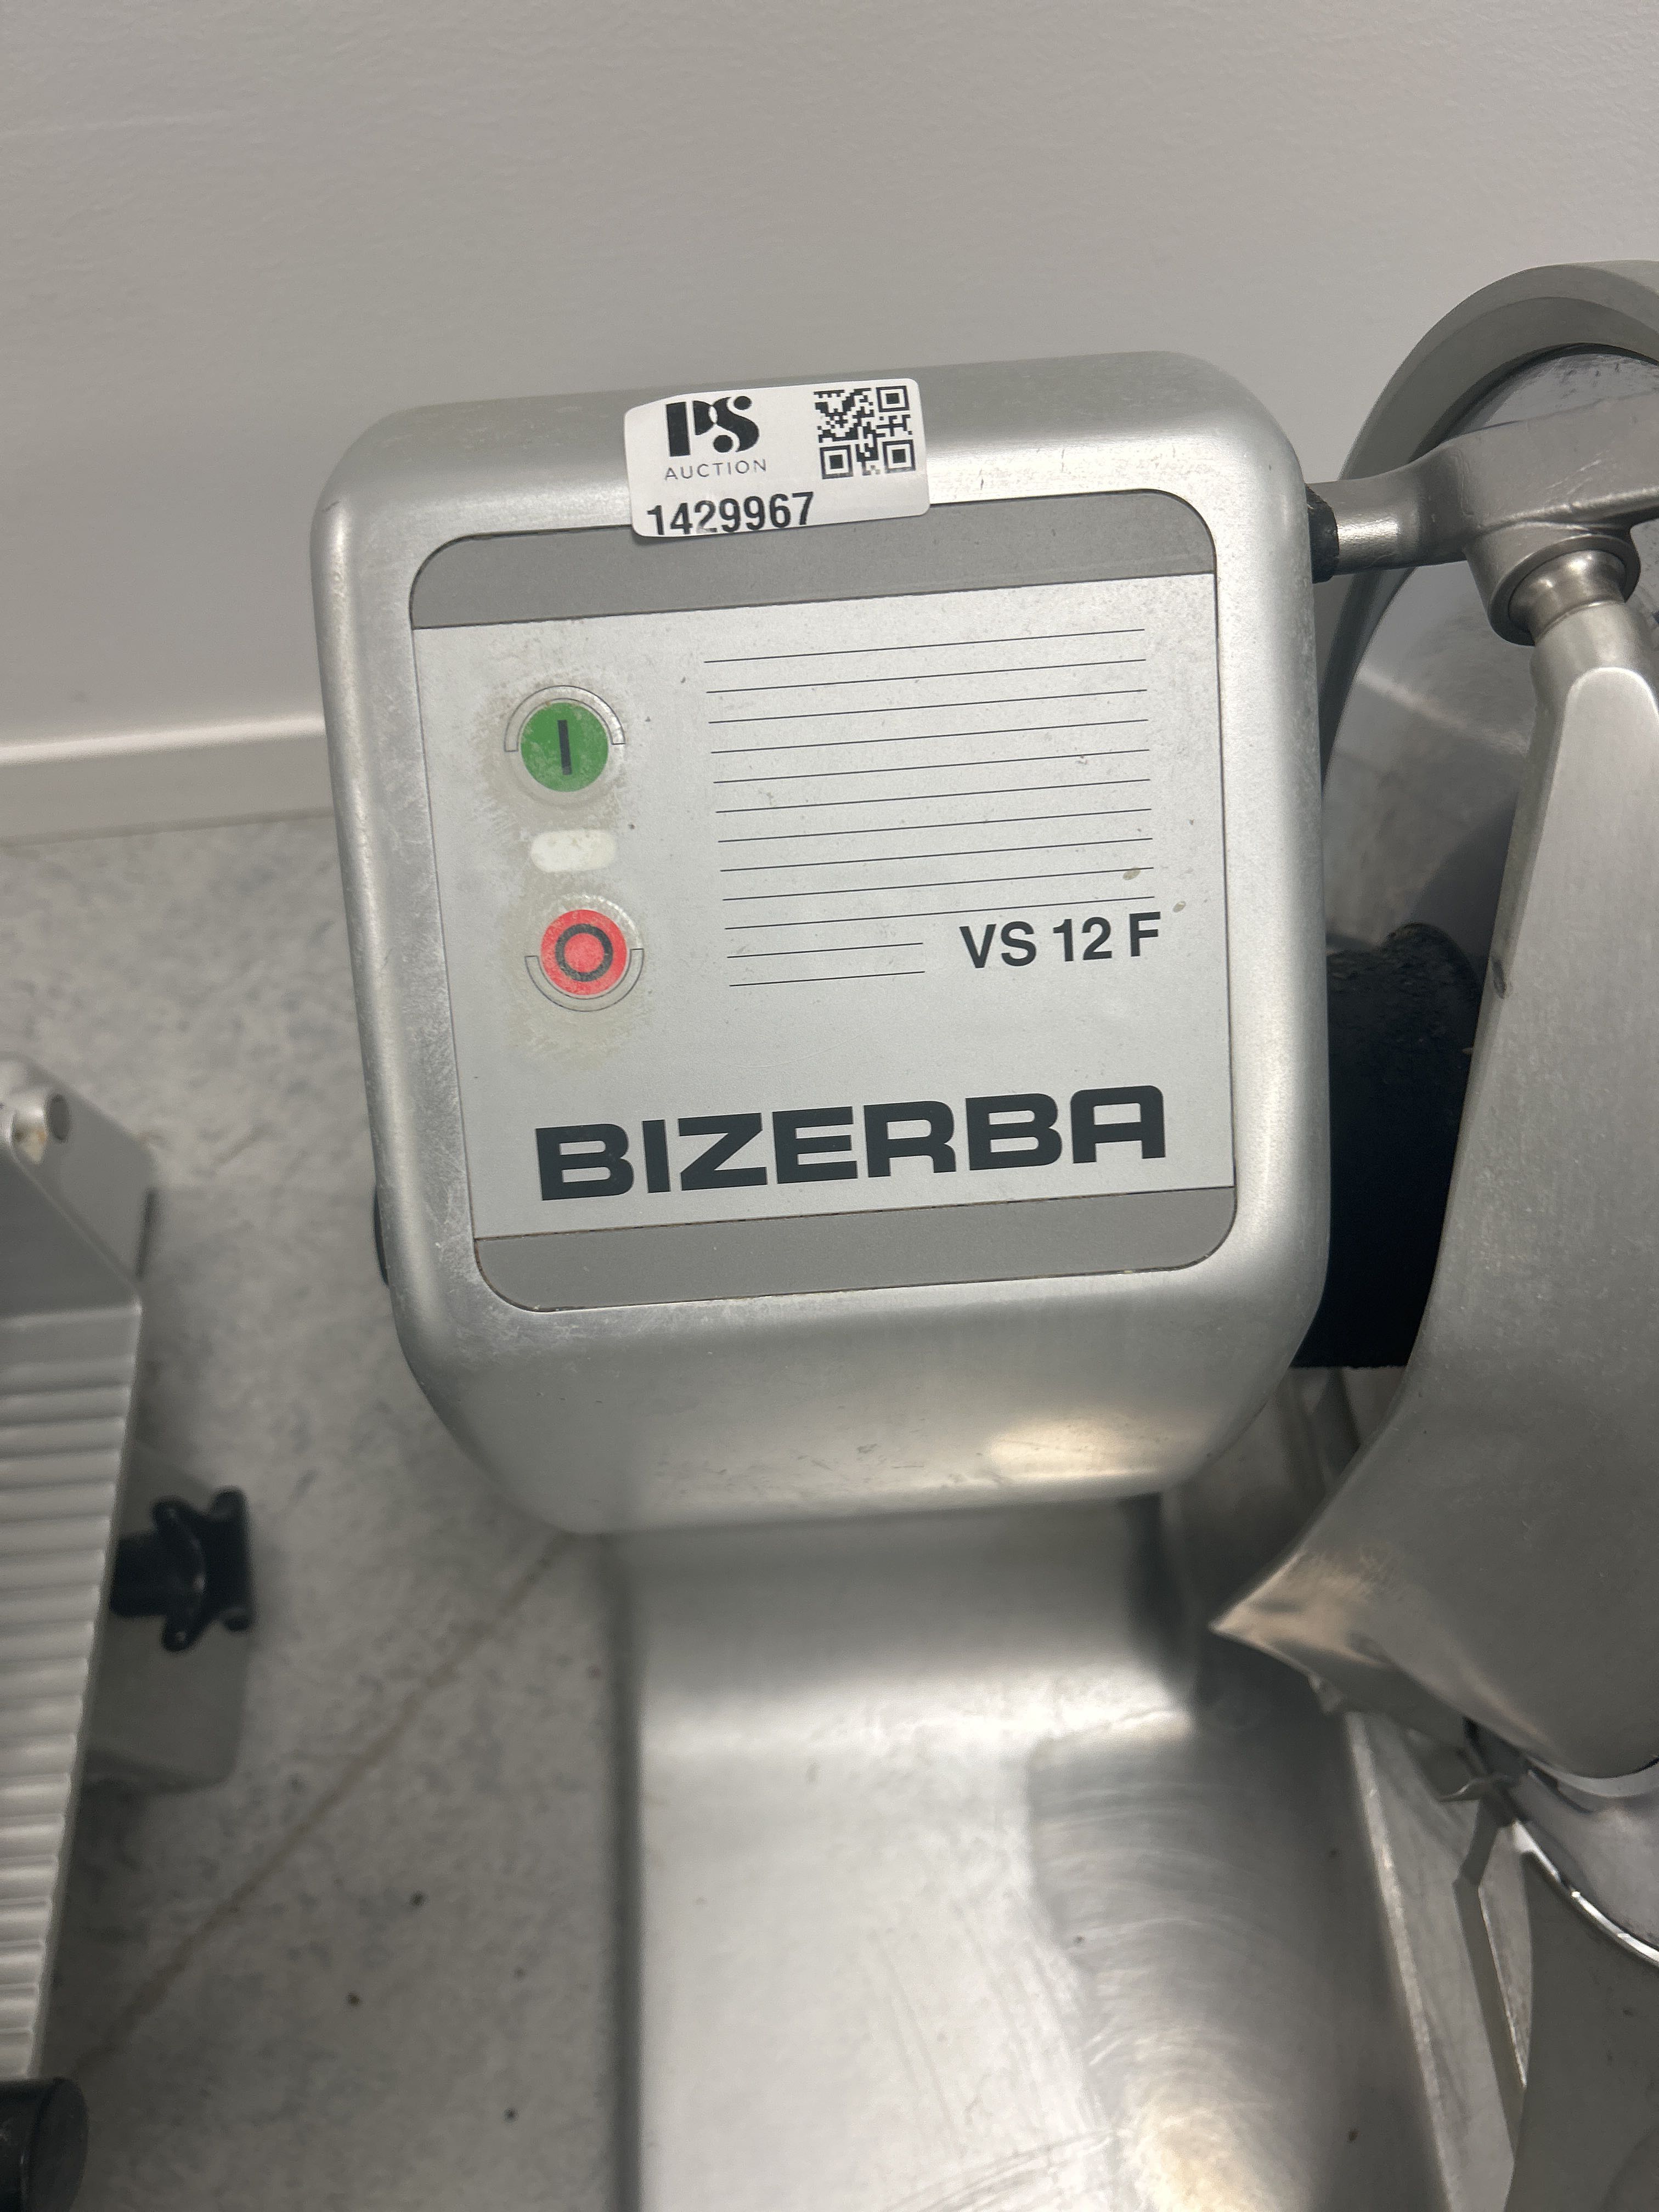 PS
AUCTION
1429967
I
O
VS 12 F
BIZERBA